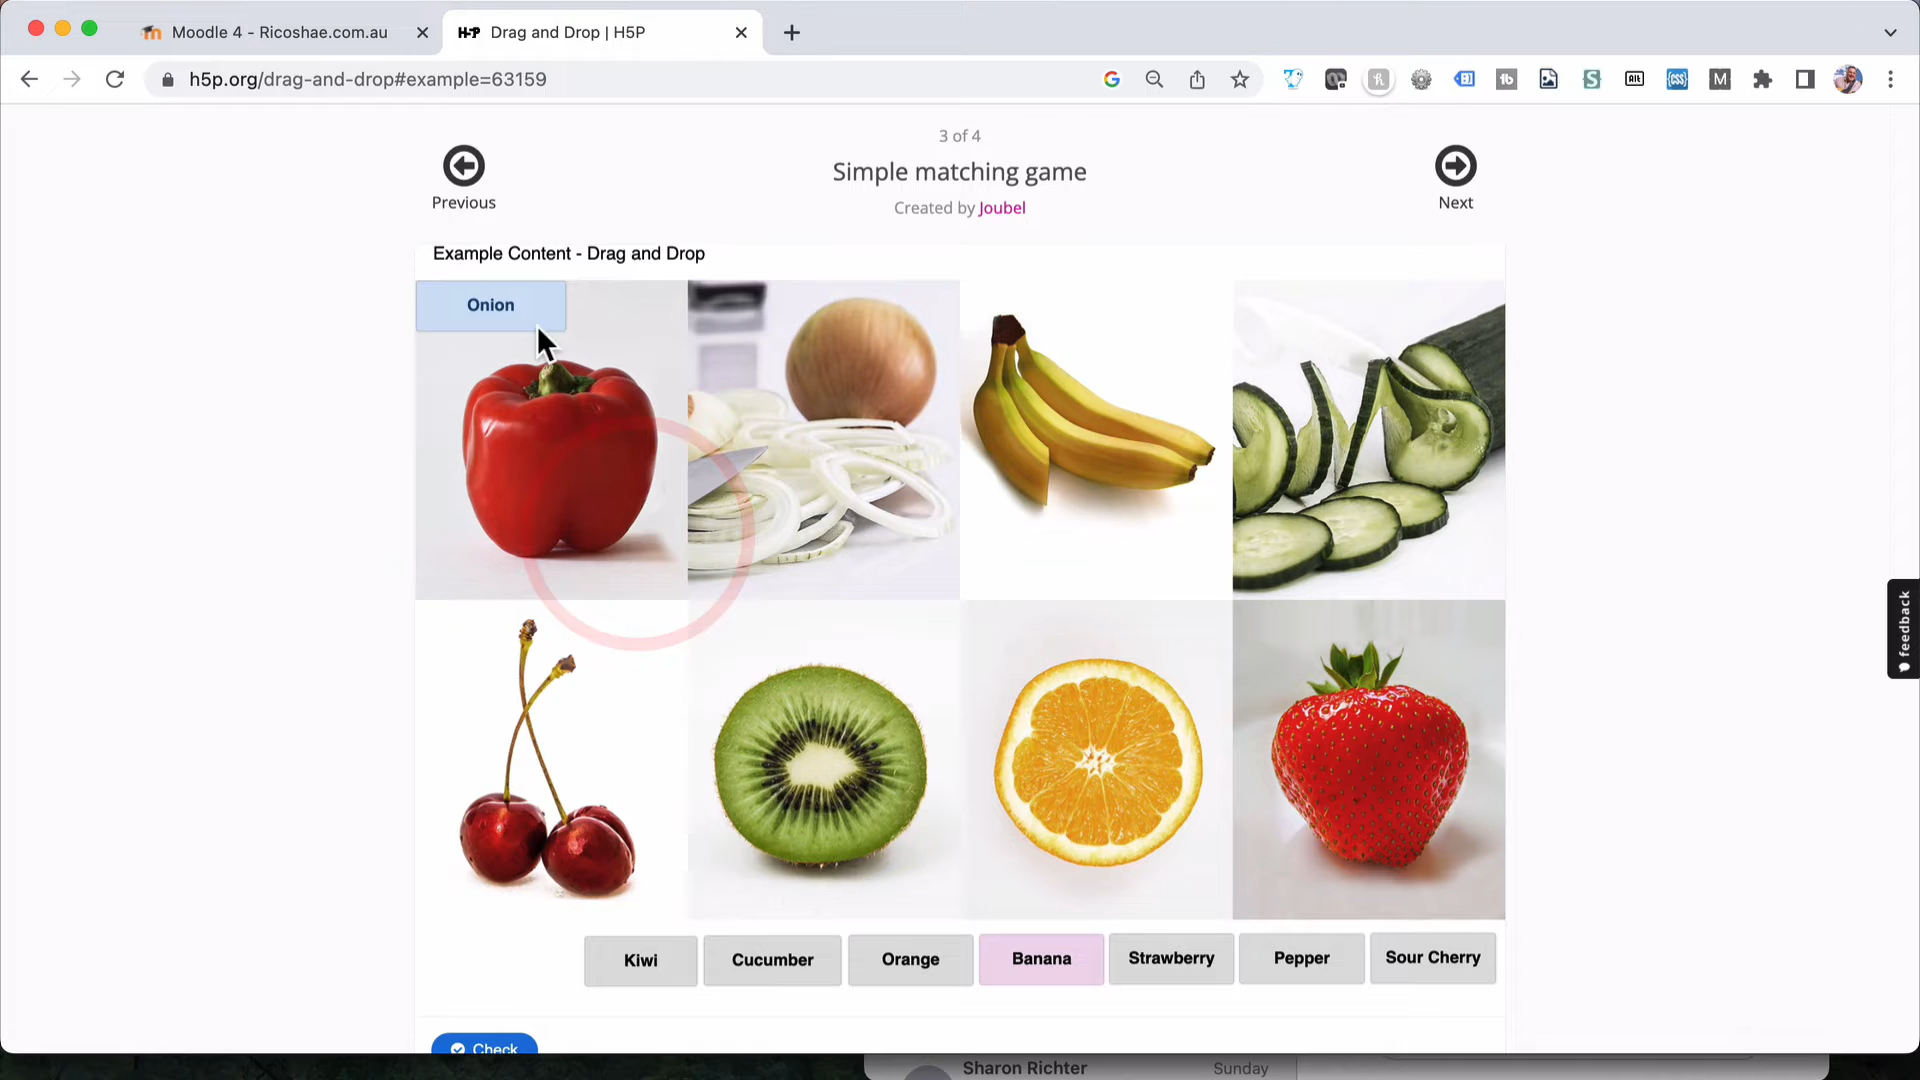 Moodle 4 - Ricoshae.com.au
H-P Drag and Drop | H5P
h5p.org/drag-and-drop#example=63159
3 of 4
Simple matching game
Created by Joubel
Previous
Next
Example Content - Drag and Drop
Onion
Kiwi
Cucumber
Orange
Banana
Strawberry
Pepper
Sour Cherry
Check
feedback
Sharon Richter
Sunday